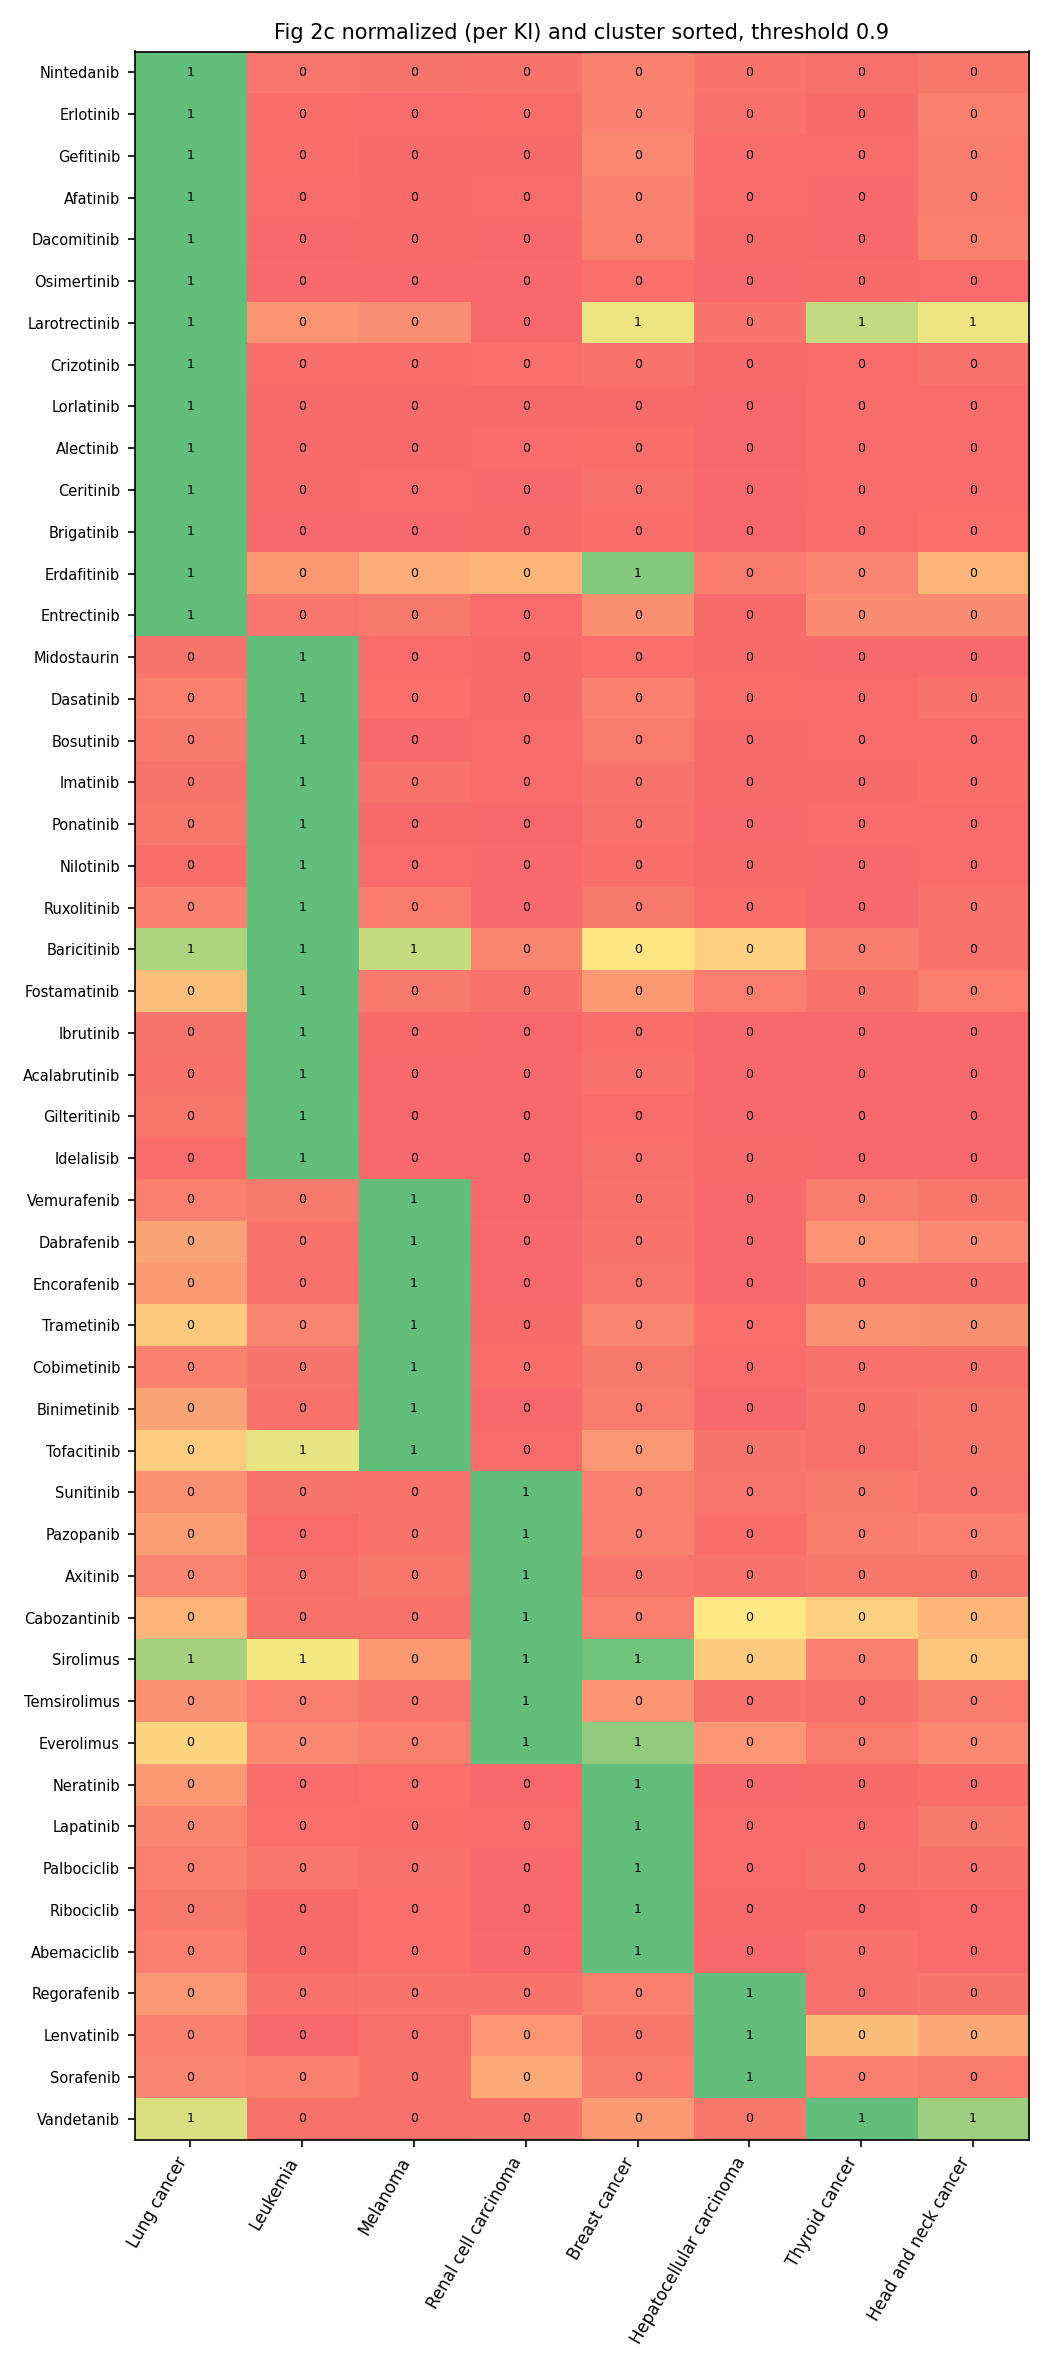 Fig 2c normalized (per KI) and cluster sorted, threshold 0.9
Nintedanib 1 0 0 0 0 0 0 0
Erlotinib 1 0 0 0 0 0 0 0
Gefitinib 1 0 0 0 0 0 0 0
Afatinib 1 0 0 0 0 0 0 0
Dacomitinib 1 0 0 0 0 0 0 0
Osimertinib 1 0 0 0 0 0 0 0
Larotrectinib 1 0 0 0 1 0 1 1
Crizotinib 1 0 0 0 0 0 0 0
Lorlatinib 1 0 0 0 0 0 0 0
Alectinib 1 0 0 0 0 0 0 0
Ceritinib 1 0 0 0 0 0 0 0
Brigatinib 1 0 0 0 0 0 0 0
Erdafitinib 1 0 0 0 1 0 0 0
Entrectinib 1 0 0 0 0 0 0 0
Midostaurin 0 1 0 0 0 0 0 0
Dasatinib 0 1 0 0 0 0 0 0
Bosutinib 0 1 0 0 0 0 0 0
Imatinib 0 1 0 0 0 0 0 0
Ponatinib 0 1 0 0 0 0 0 0
Nilotinib 0 1 0 0 0 0 0 0
Ruxolitinib 0 1 0 0 0 0 0 0
Baricitinib 1 1 1 0 0 0 0 0
Fostamatinib 0 1 0 0 0 0 0 0
Ibrutinib 0 1 0 0 0 0 0 0
Acalabrutinib 0 1 0 0 0 0 0 0
Gilteritinib 0 1 0 0 0 0 0 0
Idelalisib 0 1 0 0 0 0 0 0
Vemurafenib 0 0 1 0 0 0 0 0
Dabrafenib 0 0 1 0 0 0 0 0
Encorafenib 0 0 1 0 0 0 0 0
Trametinib 0 0 1 0 0 0 0 0
Cobimetinib 0 0 1 0 0 0 0 0
Binimetinib 0 0 1 0 0 0 0 0
Tofacitinib 0 1 1 0 0 0 0 0
Sunitinib 0 0 0 1 0 0 0 0
Pazopanib 0 0 0 1 0 0 0 0
Axitinib 0 0 0 1 0 0 0 0
Cabozantinib 0 0 0 1 0 0 0 0
Sirolimus 1 1 0 1 1 0 0 0
Temsirolimus 0 0 0 1 0 0 0 0
Everolimus 0 0 0 1 1 0 0 0
Neratinib 0 0 0 0 1 0 0 0
Lapatinib 0 0 0 0 1 0 0 0
Palbociclib 0 0 0 0 1 0 0 0
Ribociclib 0 0 0 0 1 0 0 0
Abemaciclib 0 0 0 0 1 0 0 0
Regorafenib 0 0 0 0 0 1 0 0
Lenvatinib 0 0 0 0 0 1 0 0
Sorafenib 0 0 0 0 0 1 0 0
Vandetanib 1 0 0 0 0 0 1 1
Lung cancer
Leukemia
Melanoma
Renal cell carcinoma
Breast cancer
Hepatocellular carcinoma
Thyroid cancer
Head and neck cancer